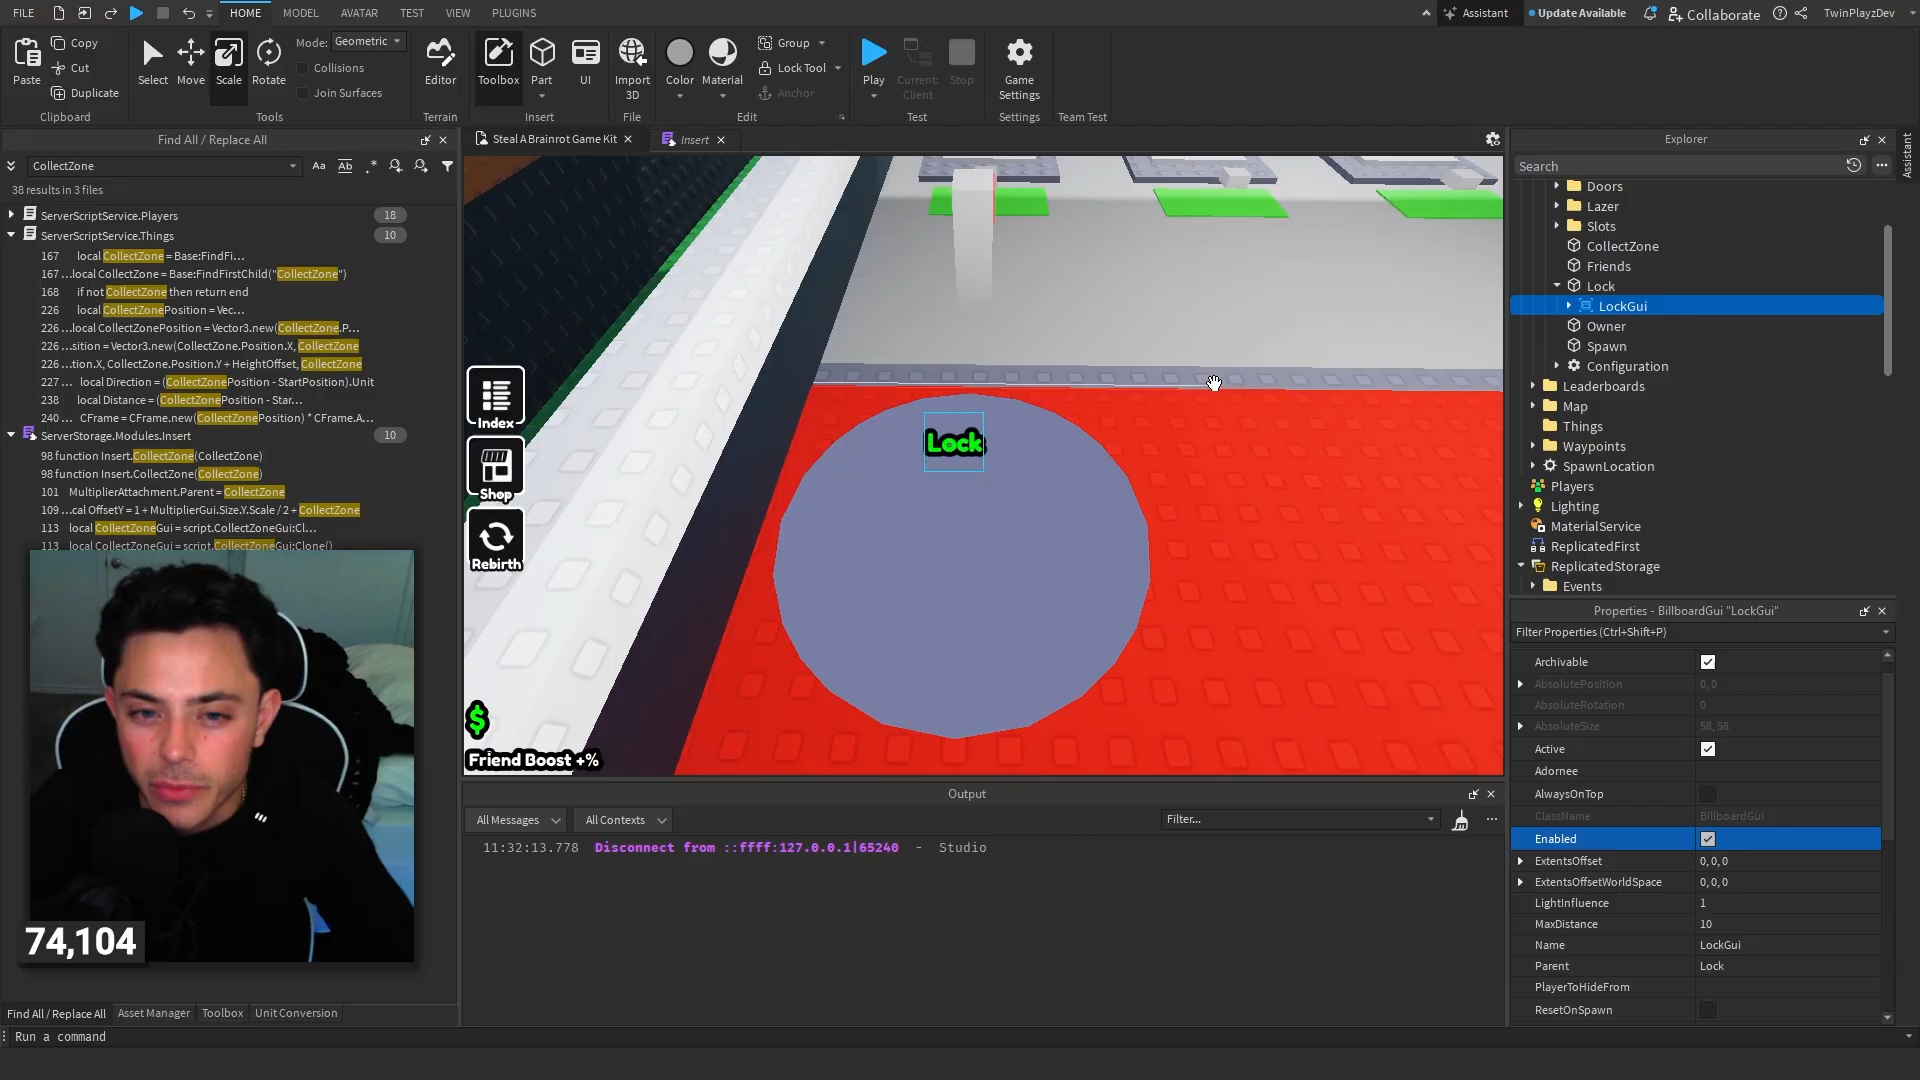 FILE HOME MODEL AVATAR TEST VIEW PLUGINS Assistant Update Available Collaborate TwinPlayzDev
Paste Copy Cut Duplicate Clipboard
Select Move Scale Rotate Mode: Geometric Collisions Join Surfaces Tools
Editor Terrain
Toolbox Part UI Insert
Import 3D File
Color Material Group Lock Tool Anchor Edit
Play Current: Client Stop Test
Game Settings Settings
Team Test
Find All / Replace All
CollectZone Aa Ab .*
38 results in 3 files
ServerScriptService.Players 18
ServerScriptService.Things 10
167 local CollectZone = Base:FindFi...
167 ...local CollectZone = Base:FindFirstChild("CollectZone")
168 if not CollectZone then return end
226 local CollectZonePosition = Vec...
226 ...local CollectZonePosition = Vector3.new(CollectZone.P...
226 ...sition = Vector3.new(CollectZone.Position.X, CollectZone
226 ...tion.X, CollectZone.Position.Y + HeightOffset, CollectZone
227 ... local Direction = (CollectZonePosition - StartPosition).Unit
238 local Distance = (CollectZonePosition - Star...
240 ... CFrame = CFrame.new(CollectZonePosition) * CFrame.A...
ServerStorage.Modules.Insert 10
98 function Insert.CollectZone(CollectZone)
98 function Insert.CollectZone(CollectZone)
101 MultiplierAttachment.Parent = CollectZone
109 ...cal OffsetY = 1 + MultiplierGui.Size.Y.Scale / 2 + CollectZone
113 local CollectZoneGui = script.CollectZoneGui:Cl...
113 local CollectZoneGui = script.CollectZoneGui:Clone()
74,104
Find All / Replace All Asset Manager Toolbox Unit Conversion
Run a command
Steal A Brainrot Game Kit Insert
Index
Shop
Rebirth
$
Friend Boost +%
Lock
Output
All Messages All Contexts Filter...
11:32:13.778 Disconnect from ::ffff:127.0.0.1|65240 - Studio
Explorer
Assistant
Search
Doors
Lazer
Slots
CollectZone
Friends
Lock
LockGui
Owner
Spawn
Configuration
Leaderboards
Map
Things
Waypoints
SpawnLocation
Players
Lighting
MaterialService
ReplicatedFirst
ReplicatedStorage
Events
Properties - BillboardGui "LockGui"
Filter Properties (Ctrl+Shift+P)
Archivable
AbsolutePosition 0, 0
AbsoluteRotation 0
AbsoluteSize 58, 58
Active
Adornee
AlwaysOnTop
ClassName BillboardGui
Enabled
ExtentsOffset 0, 0, 0
ExtentsOffsetWorldSpace 0, 0, 0
LightInfluence 1
MaxDistance 10
Name LockGui
Parent Lock
PlayerToHideFrom
ResetOnSpawn